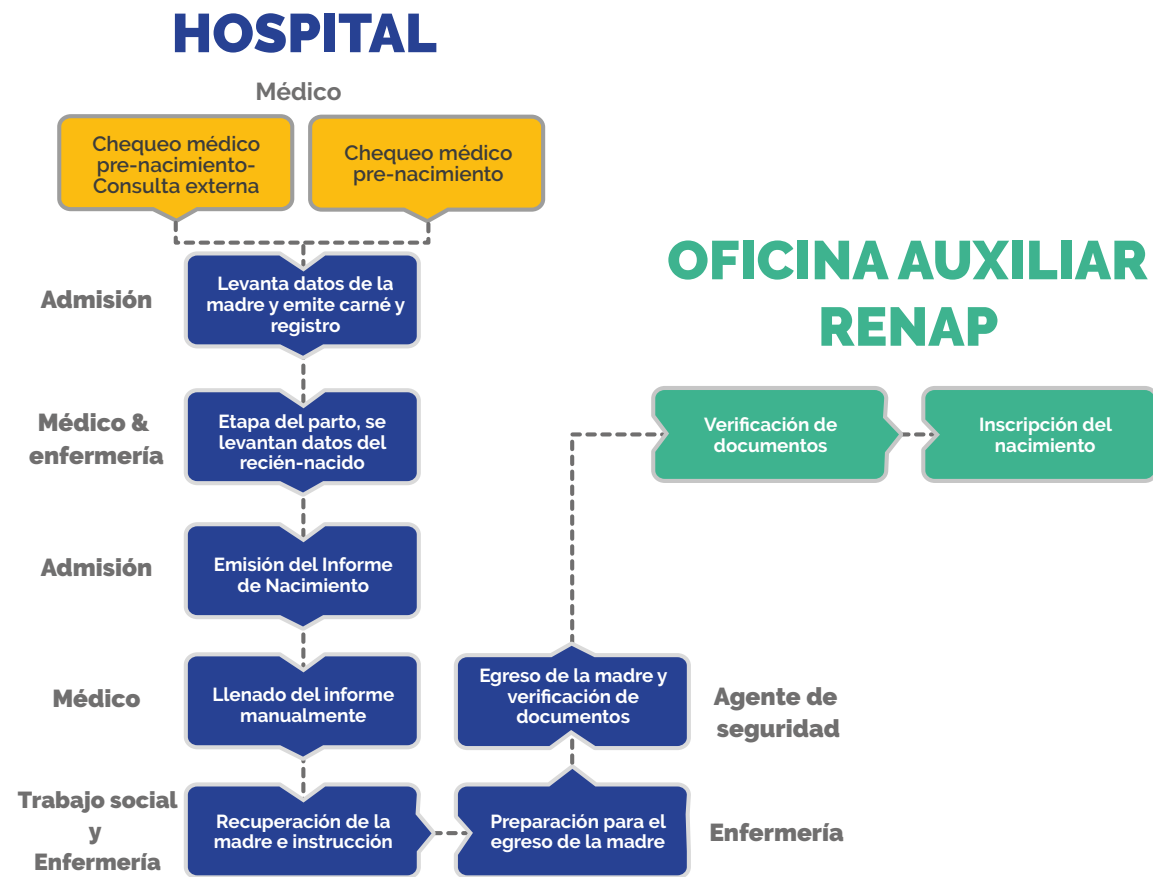 HOSPITAL
Médico
Chequeo médico
pre-nacimiento-
Consulta externa
Chequeo médico
pre-nacimiento
Admisión
Levanta datos de la
madre y emite carné y
registro
Médico &
enfermería
Etapa del parto, se
levantan datos del
recién-nacido
Admisión
Emisión del Informe
de Nacimiento
Médico
Llenado del informe
manualmente
Trabajo social
y
Enfermería
Recuperación de la
madre e instrucción
Preparación para el
egreso de la madre
Enfermería
Egreso de la madre y
verificación de
documentos
Agente de
seguridad
OFICINA AUXILIAR
RENAP
Verificación de
documentos
Inscripción del
nacimiento